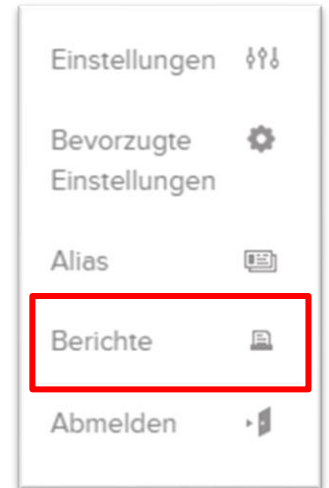 Einstellungen
Bevorzugte
Einstellungen
Alias
Berichte
Abmelden